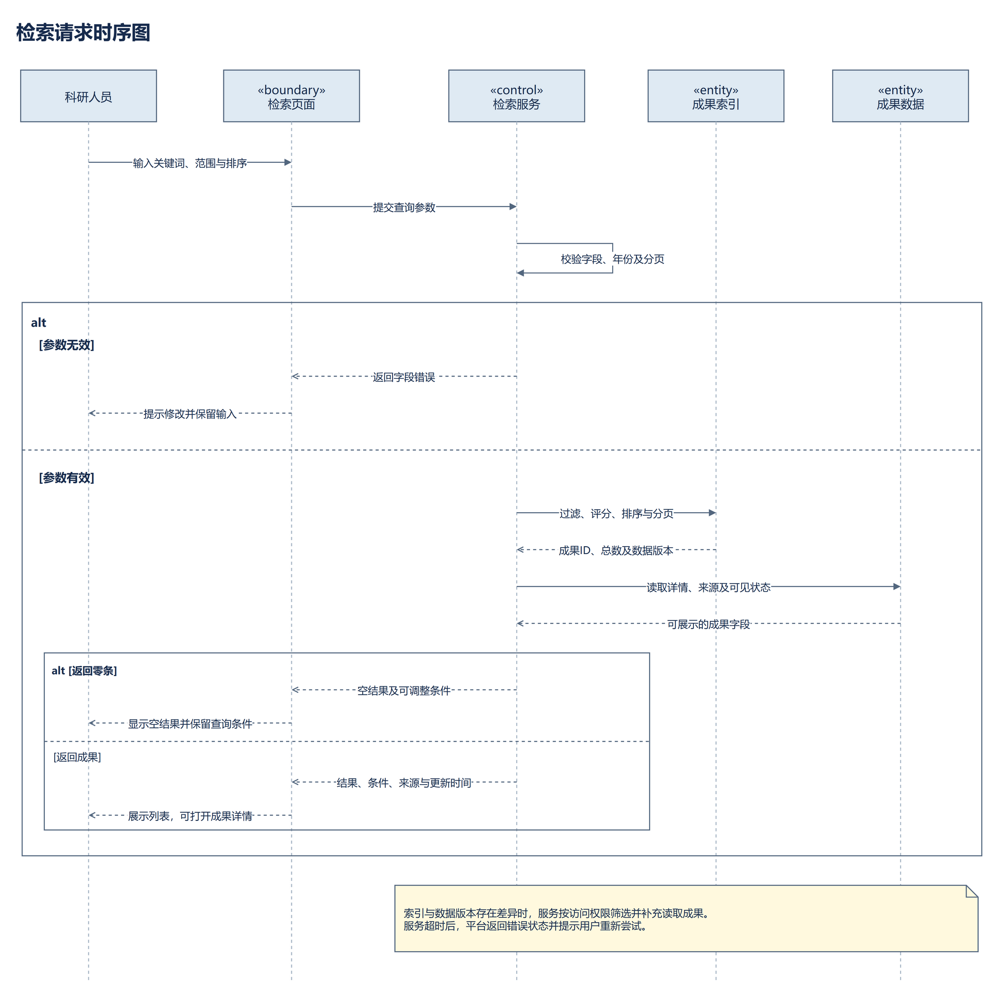 检索请求时序图
科研人员
«boundary»
检索页面
«control»
检索服务
«entity»
成果索引
«entity»
成果数据
输入关键词、范围与排序
提交查询参数
校验字段、年份及分页
alt
[参数无效]
返回字段错误
提示修改并保留输入
[参数有效]
过滤、评分、排序与分页
成果ID、总数及数据版本
读取详情、来源及可见状态
可展示的成果字段
alt [返回零条]
空结果及可调整条件
显示空结果并保留查询条件
[返回成果]
结果、条件、来源与更新时间
展示列表，可打开成果详情
索引与数据版本存在差异时，服务按访问权限筛选并补充读取成果。
服务超时后，平台返回错误状态并提示用户重新尝试。